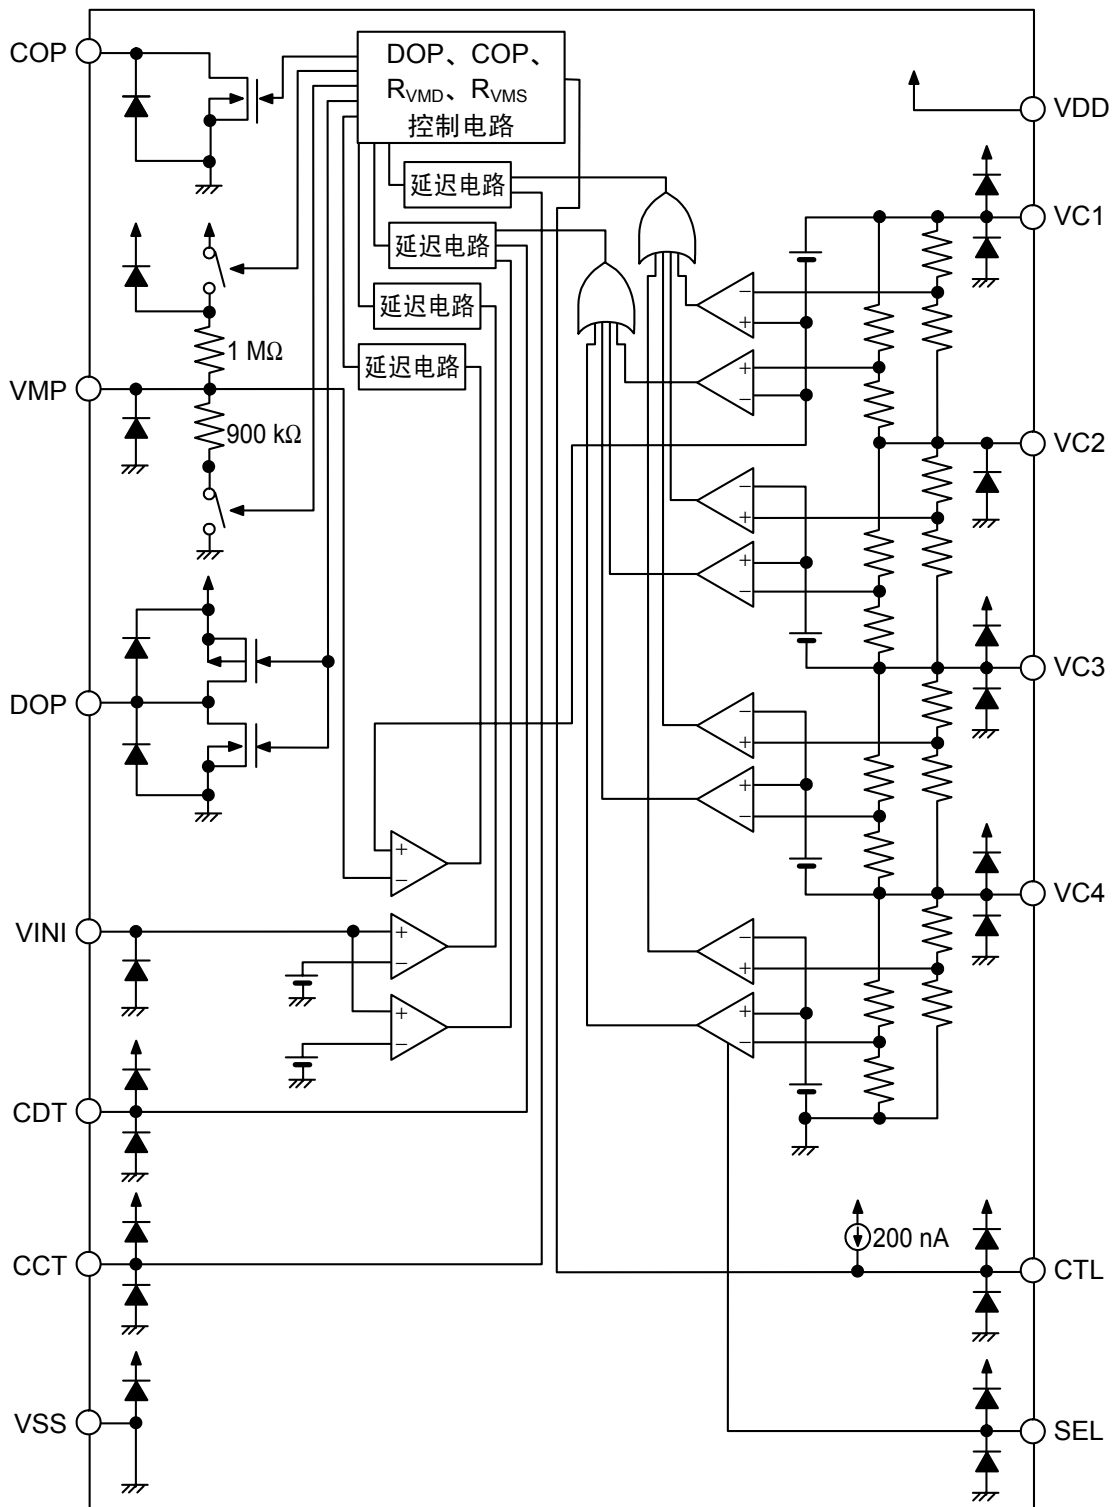 COP
DOP、COP、
RVMD、RVMS
控制电路
VDD
延迟电路
VC1
延迟电路
延迟电路
1 MΩ
延迟电路
VMP
900 kΩ
VC2
DOP
VC3
VINI
VC4
CDT
CCT
200 nA
CTL
VSS
SEL
−
+
+
−
−
+
+
−
−
+
+
−
−
+
+
−
+
−
+
−
+
−